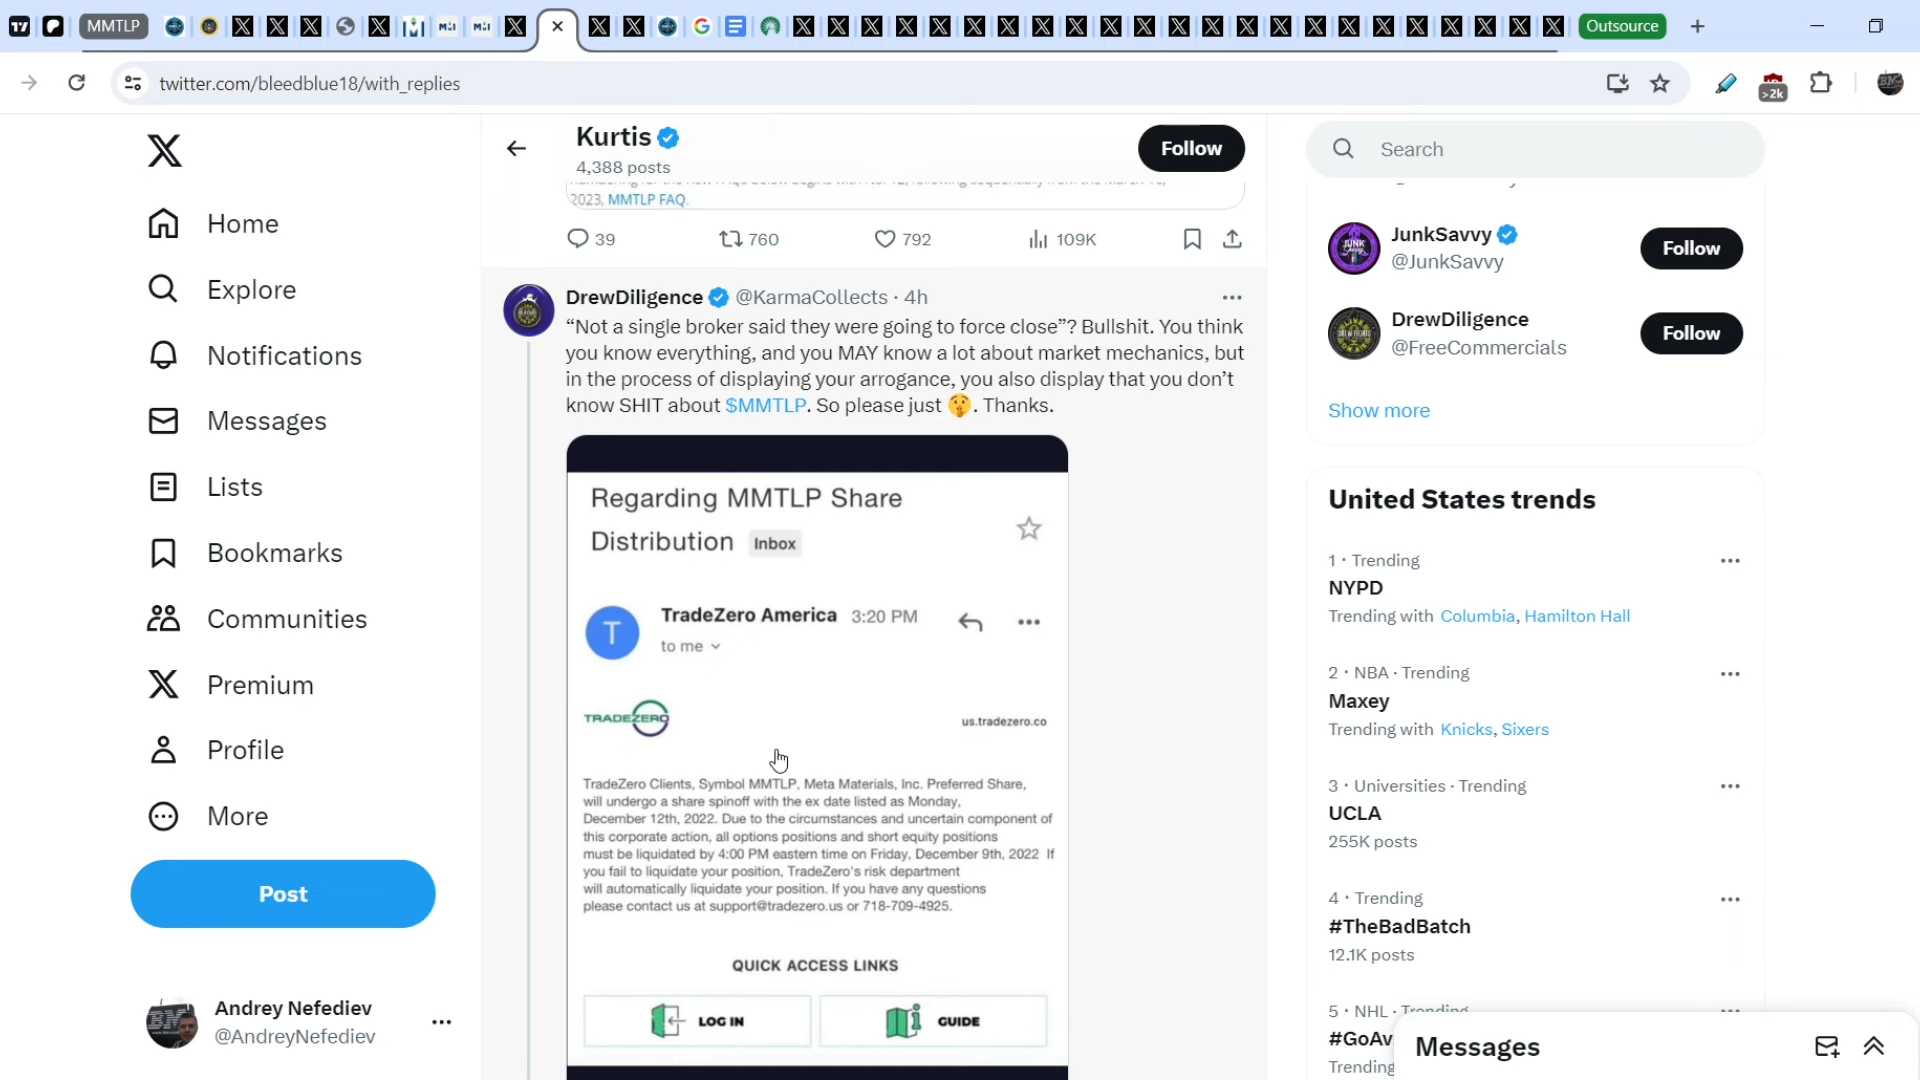 MMTLP
Outsource
twitter.com/bleedblue18/with_replies
>2k
Home
Explore
Notifications
Messages
Lists
Bookmarks
Communities
Premium
Profile
More
Post
Andrey Nefediev
@AndreyNefediev
Kurtis
4,388 posts
Follow
2023, MMTLP FAQ.
39 760 792 109K
DrewDiligence @KarmaCollects · 4h
“Not a single broker said they were going to force close”? Bullshit. You think
you know everything, and you MAY know a lot about market mechanics, but
in the process of displaying your arrogance, you also display that you don’t
know SHIT about $MMTLP. So please just 🤫. Thanks.
Regarding MMTLP Share
Distribution Inbox
T
TradeZero America 3:20 PM
to me
TRADEZERO
us.tradezero.co
TradeZero Clients, Symbol MMTLP, Meta Materials, Inc. Preferred Share,
will undergo a share spinoff with the ex date listed as Monday,
December 12th, 2022. Due to the circumstances and uncertain component of
this corporate action, all options positions and short equity positions
must be liquidated by 4:00 PM eastern time on Friday, December 9th, 2022 If
you fail to liquidate your position, TradeZero's risk department
will automatically liquidate your position. If you have any questions
please contact us at support@tradezero.us or 718-709-4925.
QUICK ACCESS LINKS
LOG IN
GUIDE
Search
JunkSavvy
@JunkSavvy
Follow
DrewDiligence
@FreeCommercials
Follow
Show more
United States trends
1 · Trending
NYPD
Trending with Columbia, Hamilton Hall
2 · NBA · Trending
Maxey
Trending with Knicks, Sixers
3 · Universities · Trending
UCLA
255K posts
4 · Trending
#TheBadBatch
12.1K posts
5 · NHL · Trending
#GoAv
Trending
Messages